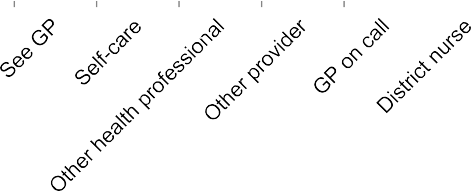 See GP
Self-care
Other health professional
Other provider
GP on call
District nurse